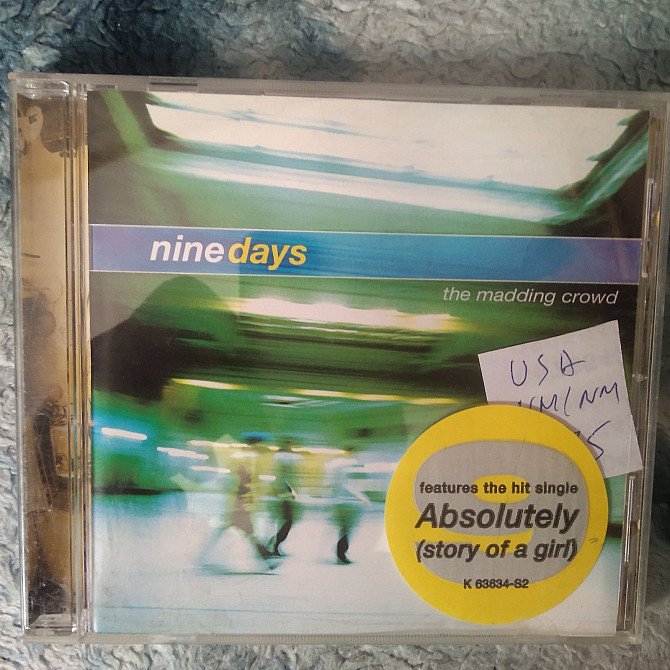 nine days
the madding crowd
USA
NM/NM
features the hit single
Absolutely
(story of a girl)
K 63634-S2